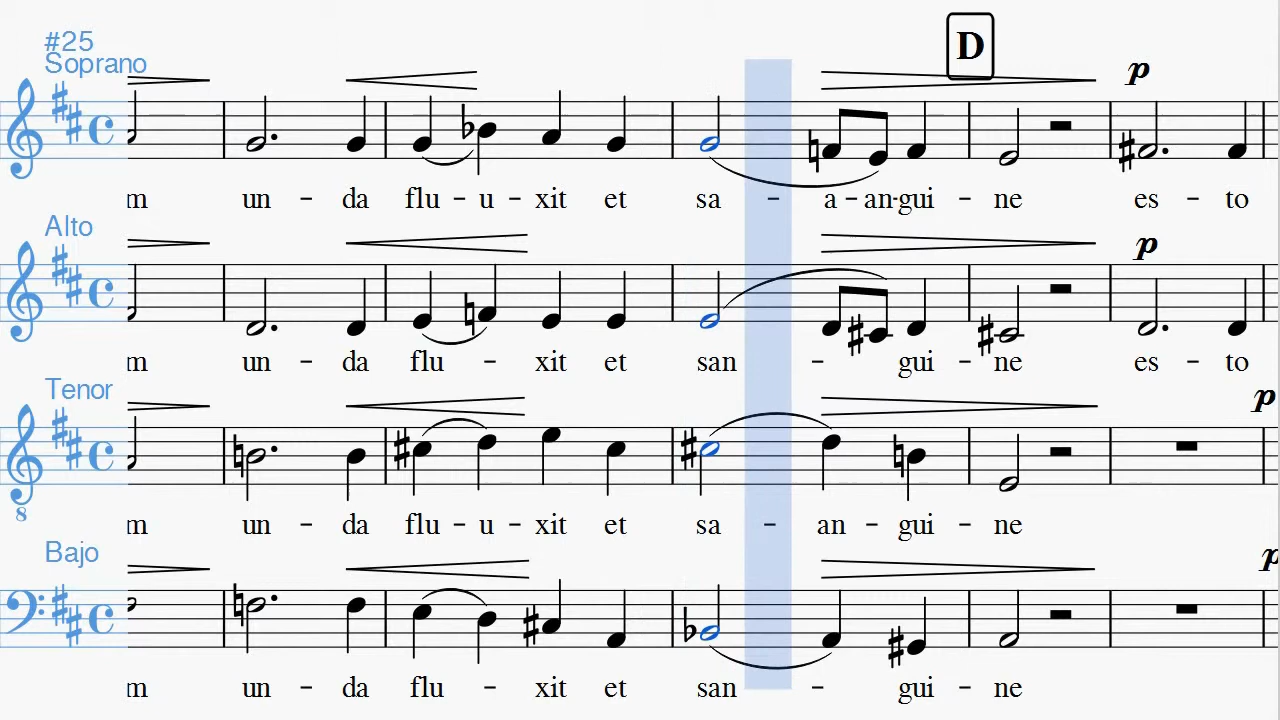 #25
D
Soprano
p
m un - da flu - u - xit et sa - a - an-gui - ne es - to
Alto
p
m un - da flu - xit et san - gui - ne es - to
Tenor
p
8
m un - da flu - u - xit et sa - an - gui - ne
Bajo
p
m un - da flu - xit et san - gui - ne